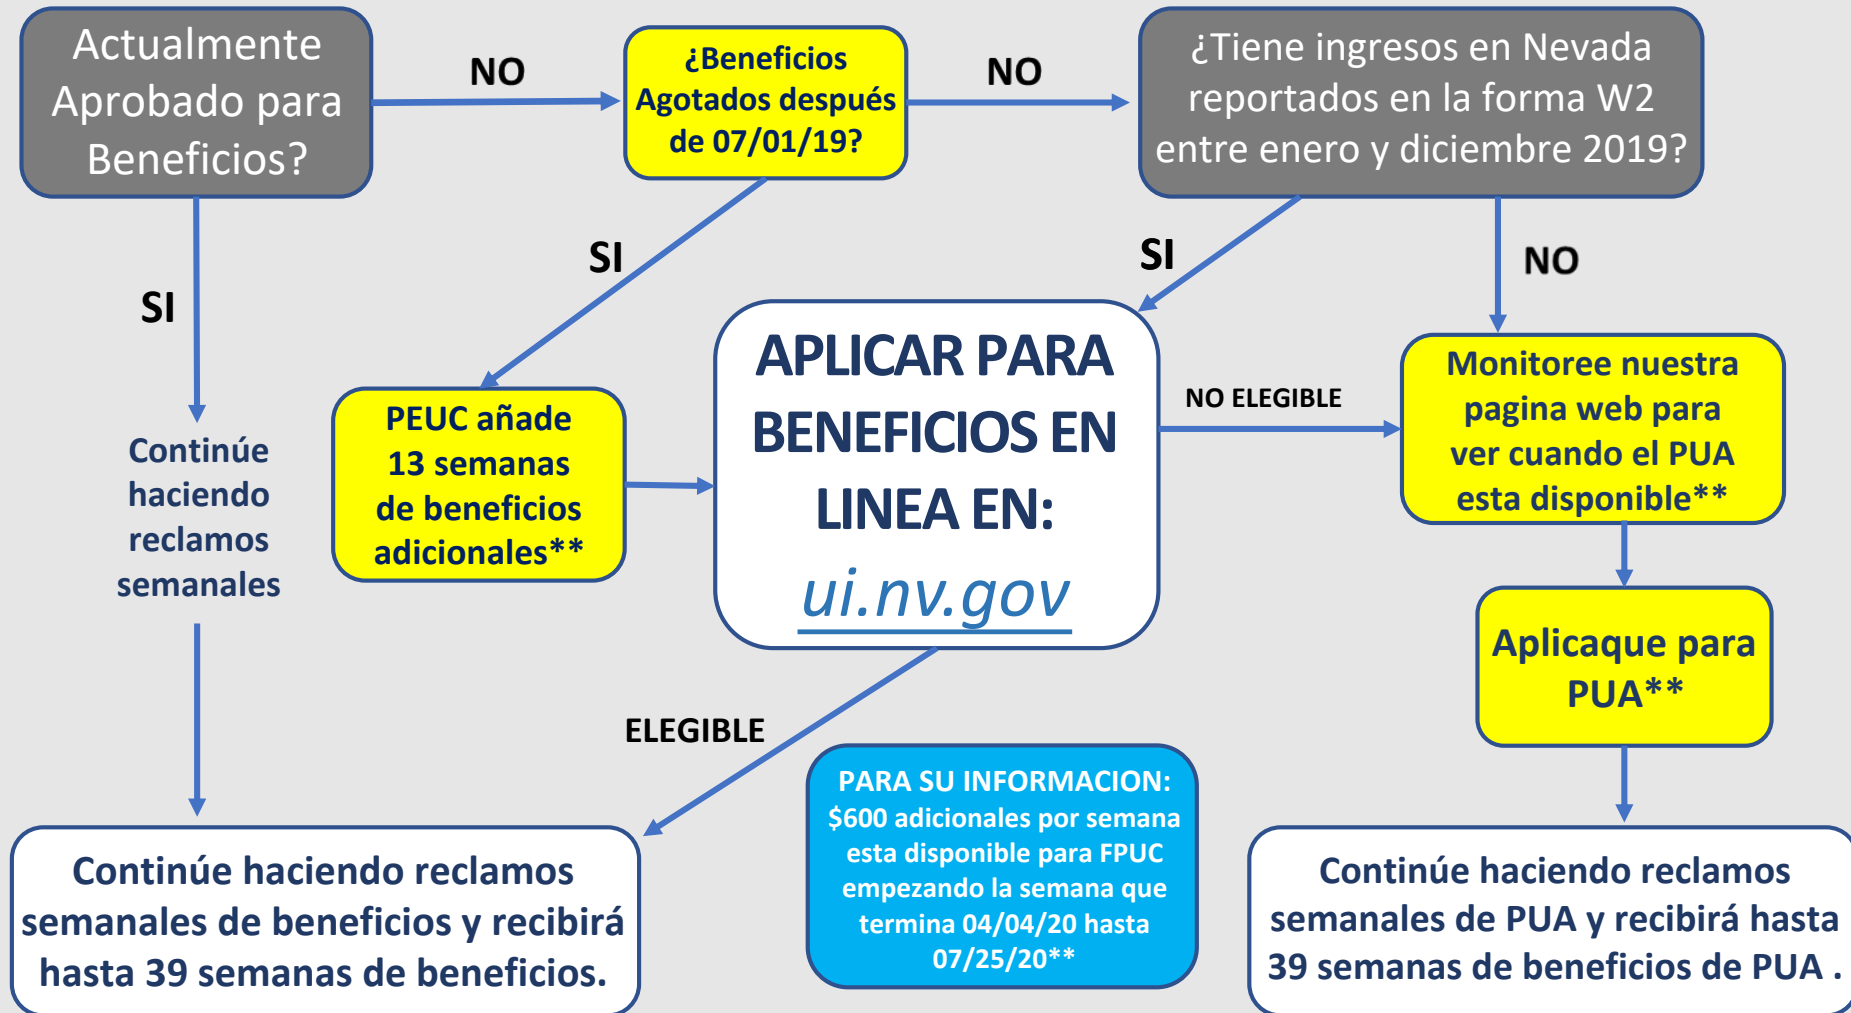 Actualmente
Aprobado para
Beneficios?
NO
¿Beneficios
Agotados después
de 07/01/19?
NO
¿Tiene ingresos en Nevada
reportados en la forma W2
entre enero y diciembre 2019?
SI
SI
SI
NO
Continúe
haciendo
reclamos
semanales
PEUC añade
13 semanas
de beneficios
adicionales**
APLICAR PARA
BENEFICIOS EN
LINEA EN:
ui.nv.gov
NO ELEGIBLE
Monitoree nuestra
pagina web para
ver cuando el PUA
esta disponible**
Aplicaque para
PUA**
ELEGIBLE
PARA SU INFORMACION:
$600 adicionales por semana
esta disponible para FPUC
empezando la semana que
termina 04/04/20 hasta
07/25/20**
Continúe haciendo reclamos
semanales de beneficios y recibirá
hasta 39 semanas de beneficios.
Continúe haciendo reclamos
semanales de PUA y recibirá hasta
39 semanas de beneficios de PUA .